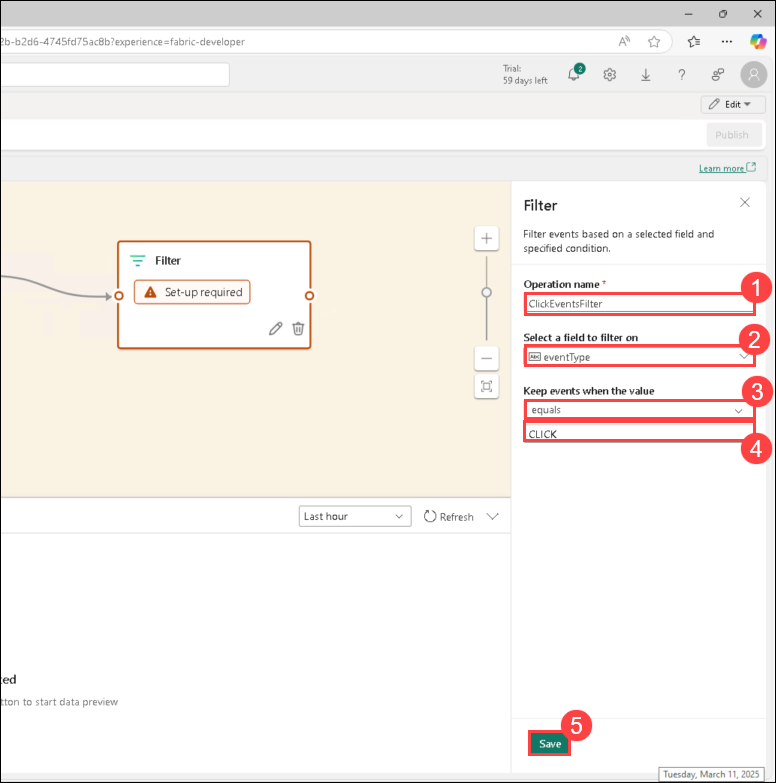 2b-b2d6-4745fd75ac8b?experience=fabric-developer
Trial:
59 days left
2
Edit
Publish
Learn more
Filter
Filter events based on a selected field and
specified condition.
Operation name *
1
ClickEventsFilter
2
Select a field to filter on
Abc eventType
Keep events when the value
3
equals
CLICK
4
Filter
Set-up required
Last hour
Refresh
ted
tton to start data preview
5
Save
Tuesday, March 11, 2025